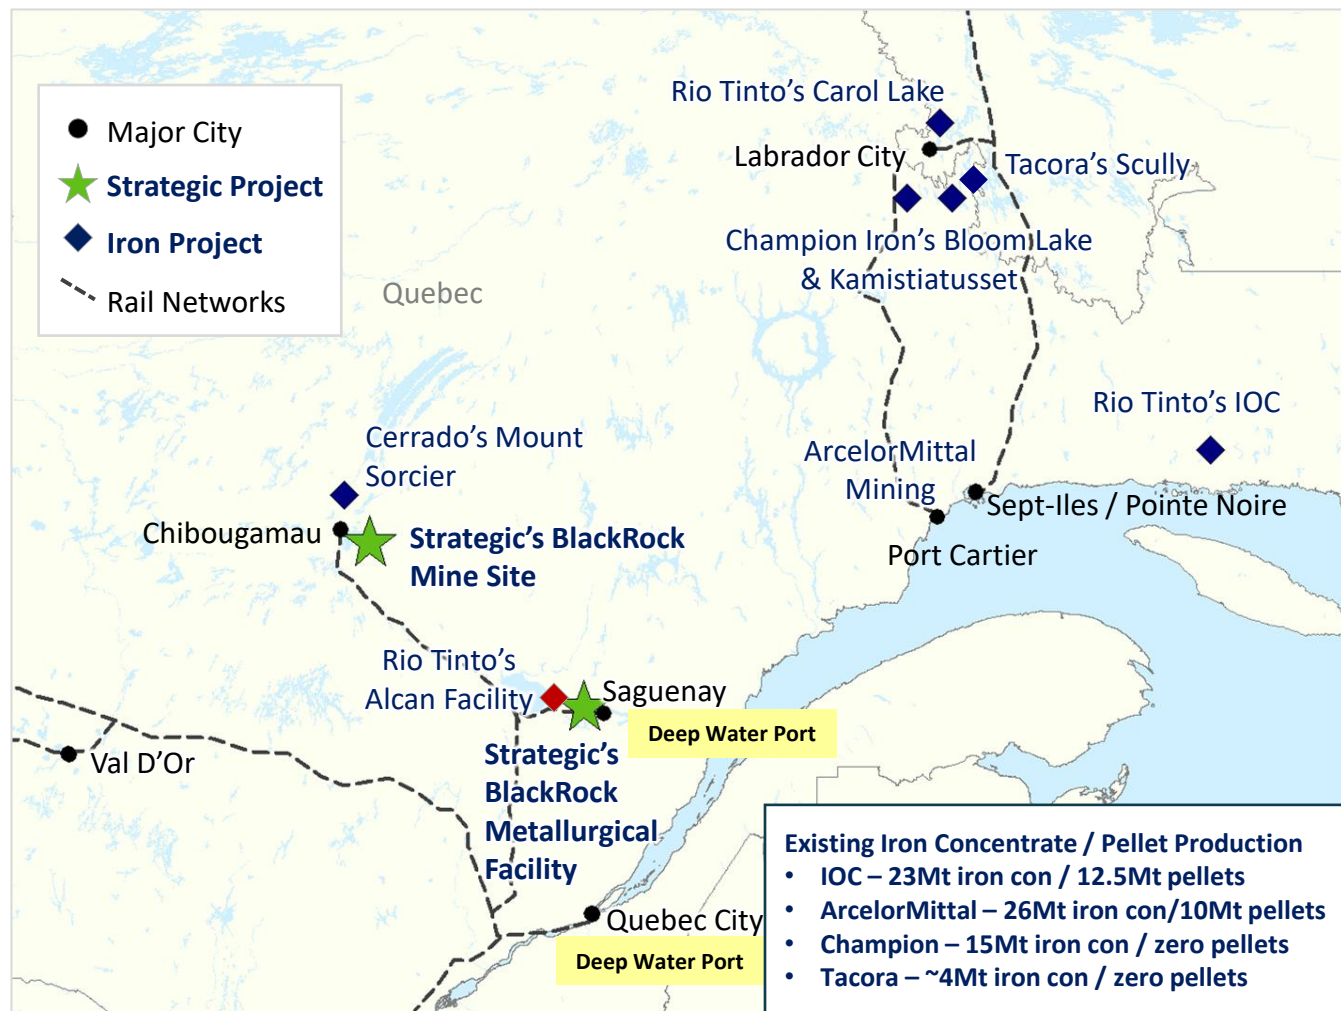 Major City
Strategic Project
Iron Project
Rail Networks
Quebec
Rio Tinto's Carol Lake
Labrador City
Tacora's Scully
Champion Iron's Bloom Lake
& Kamistiatusset
Rio Tinto's IOC
ArcelorMittal
Mining
Sept-Iles / Pointe Noire
Port Cartier
Cerrado's Mount
Sorcier
Chibougamau
Strategic's BlackRock
Mine Site
Rio Tinto's
Alcan Facility
Saguenay
Deep Water Port
Strategic's
BlackRock
Metallurgical
Facility
Val D'Or
Quebec City
Deep Water Port
Existing Iron Concentrate / Pellet Production
• IOC – 23Mt iron con / 12.5Mt pellets
• ArcelorMittal – 26Mt iron con/10Mt pellets
• Champion – 15Mt iron con / zero pellets
• Tacora – ~4Mt iron con / zero pellets